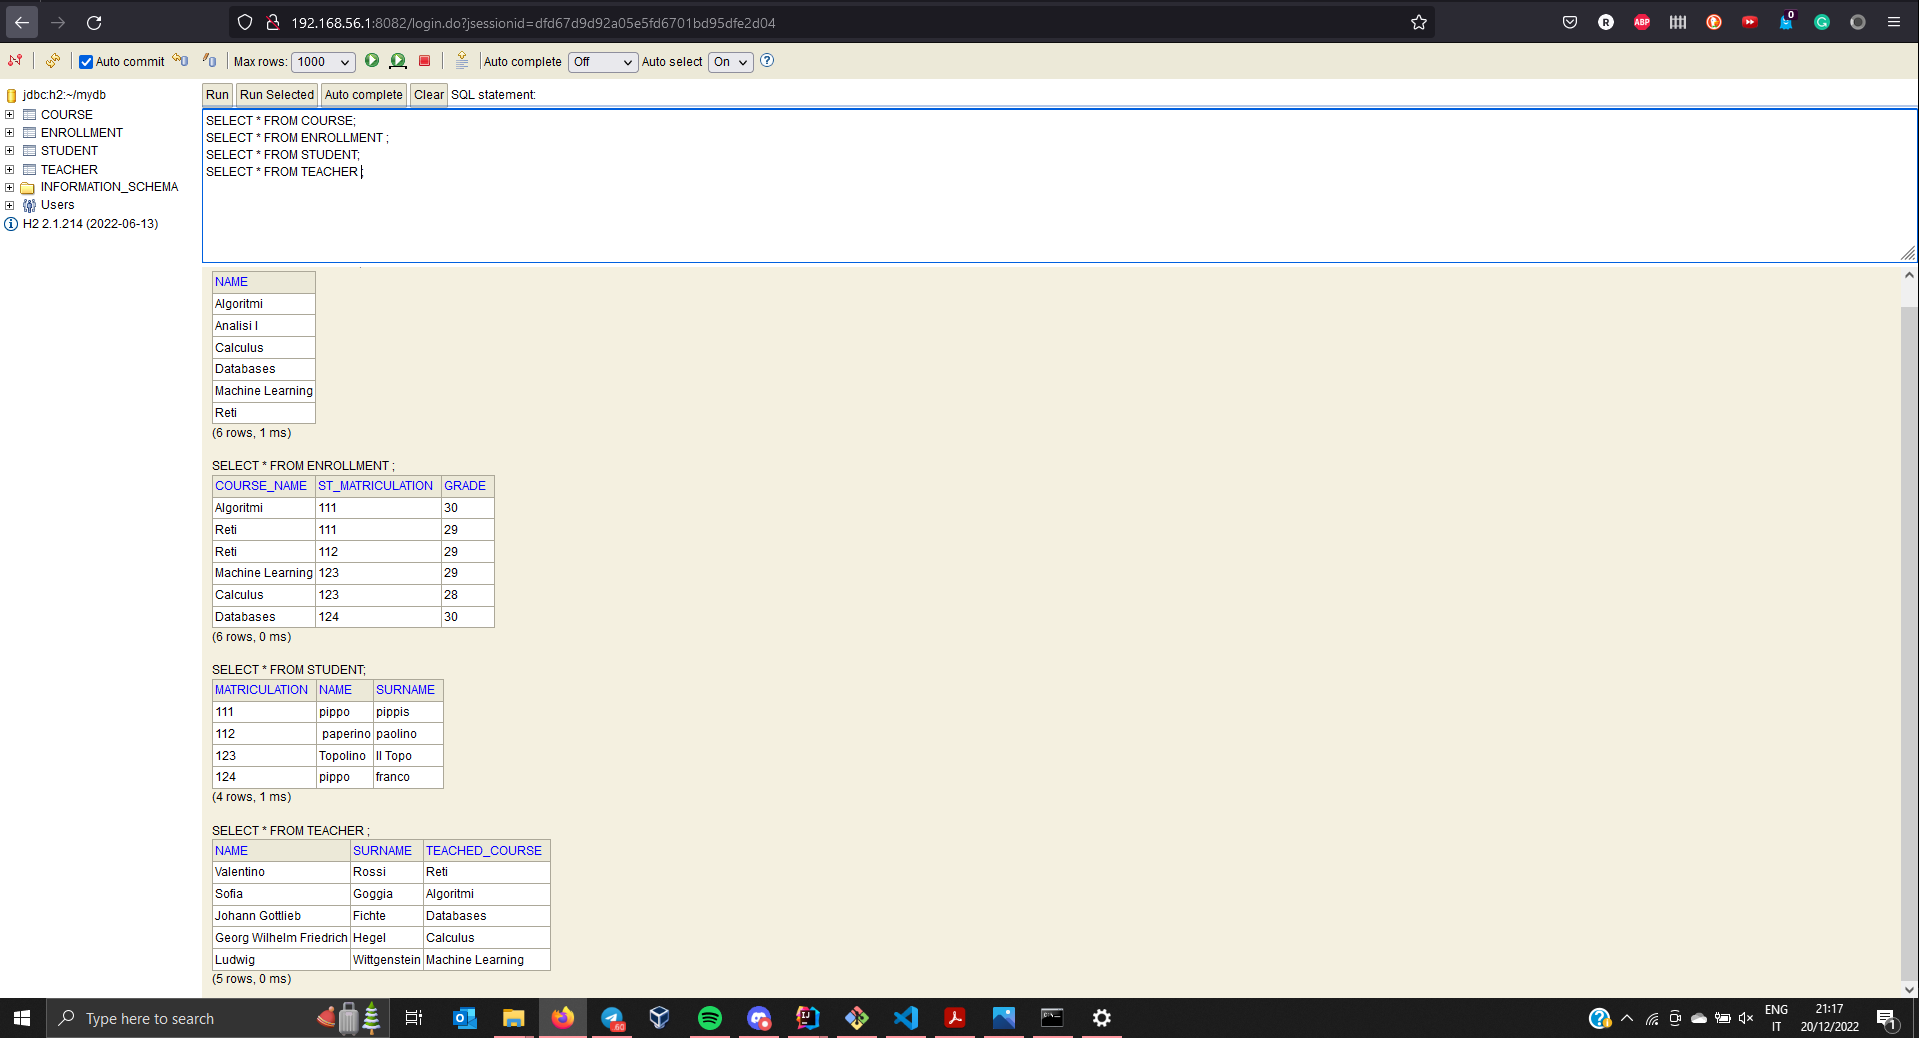 192.168.56.1:8082/login.do?jsessionid=dfd67d9d92a05e5fd6701bd95dfe2d04
R ABP 0 G
Auto commit Max rows: 1000 Auto complete Off Auto select On ?
jdbc:h2:~/mydb
COURSE
ENROLLMENT
STUDENT
TEACHER
INFORMATION_SCHEMA
Users
H2 2.1.214 (2022-06-13)
Run Run Selected Auto complete Clear SQL statement:
SELECT * FROM COURSE;
SELECT * FROM ENROLLMENT ;
SELECT * FROM STUDENT;
SELECT * FROM TEACHER ;
NAME
Algoritmi
Analisi I
Calculus
Databases
Machine Learning
Reti
(6 rows, 1 ms)
SELECT * FROM ENROLLMENT ;
COURSE_NAME ST_MATRICULATION GRADE
Algoritmi 111 30
Reti 111 29
Reti 112 29
Machine Learning 123 29
Calculus 123 28
Databases 124 30
(6 rows, 0 ms)
SELECT * FROM STUDENT;
MATRICULATION NAME SURNAME
111 pippo pippis
112 paperino paolino
123 Topolino Il Topo
124 pippo franco
(4 rows, 1 ms)
SELECT * FROM TEACHER ;
NAME SURNAME TEACHED_COURSE
Valentino Rossi Reti
Sofia Goggia Algoritmi
Johann Gottlieb Fichte Databases
Georg Wilhelm Friedrich Hegel Calculus
Ludwig Wittgenstein Machine Learning
(5 rows, 0 ms)
Type here to search
60
ENG
IT
21:17
20/12/2022
1